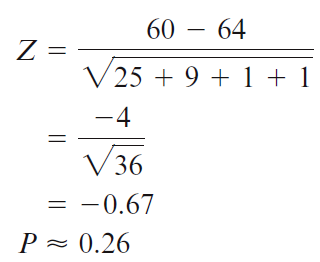 Z = (60 − 64) / √(25 + 9 + 1 + 1)
= −4 / √36
= −0.67
P ≈ 0.26